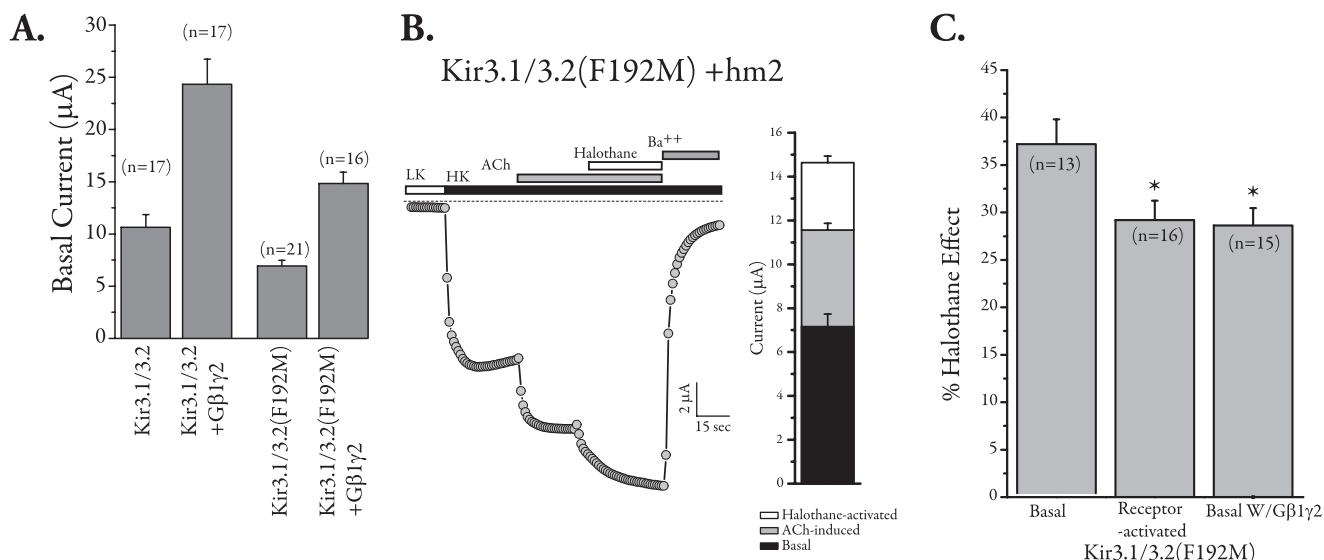 A.
30
25
20
15
10
5
0
Basal Current (µA)
(n=17)
(n=17)
(n=21)
(n=16)
Kir3.1/3.2
Kir3.1/3.2
+Gβ1γ2
Kir3.1/3.2(F192M)
Kir3.1/3.2(F192M)
+Gβ1γ2
B.
Kir3.1/3.2(F192M) +hm2
Ba++
Halothane
ACh
LK
HK
2 µA
15 sec
16
14
12
10
8
6
4
2
0
Current (µA)
Halothane-activated
ACh-induced
Basal
C.
45
40
35
30
25
20
15
10
5
0
% Halothane Effect
(n=13)
*
(n=16)
*
(n=15)
Basal
Receptor
-activated
Basal W/Gβ1γ2
Kir3.1/3.2(F192M)